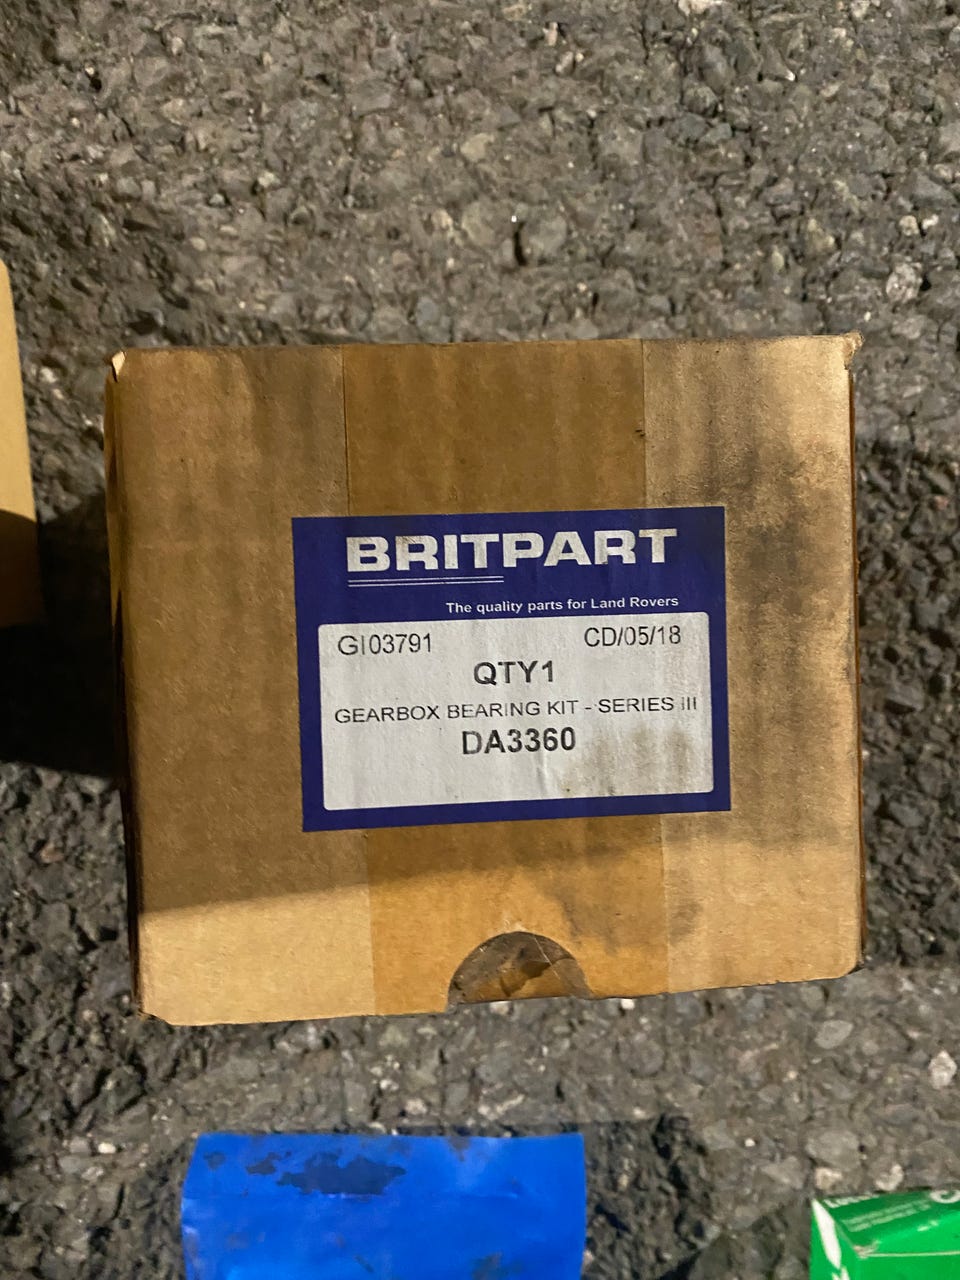 BRITPART
The quality parts for Land Rovers
GI03791 CD/05/18
QTY1
GEARBOX BEARING KIT - SERIES III
DA3360